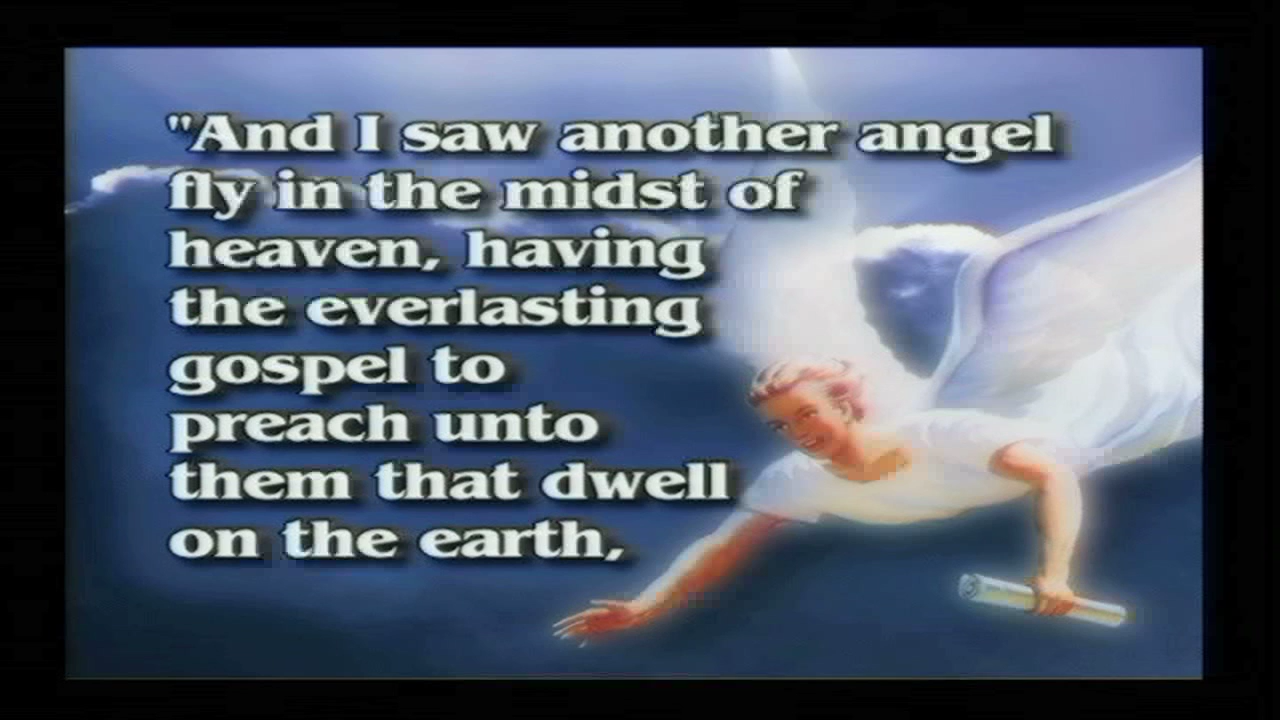 "And I saw another angel
fly in the midst of
heaven, having
the everlasting
gospel to
preach unto
them that dwell
on the earth,